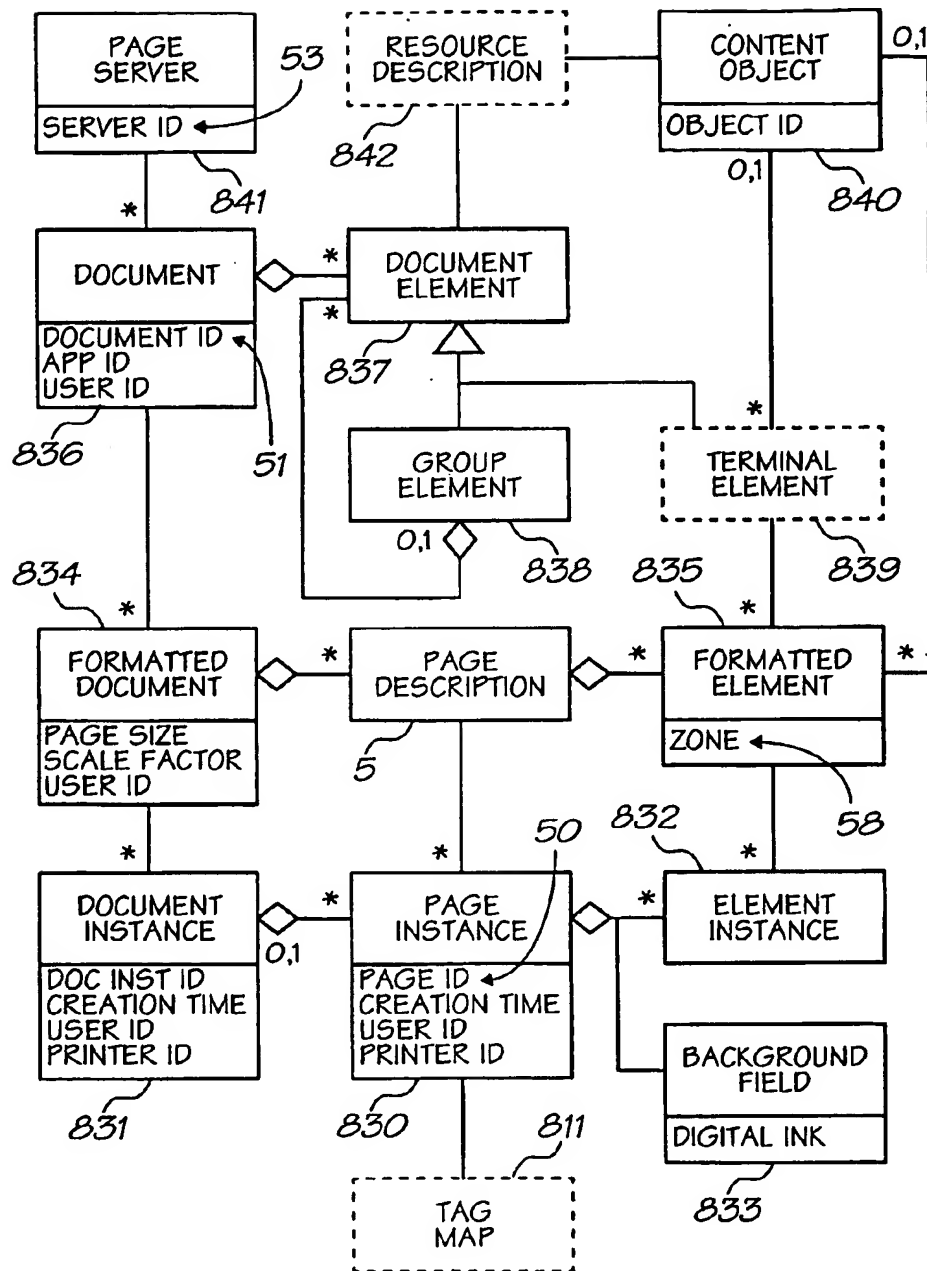 PAGE
SERVER
53
SERVER ID
841
*
RESOURCE
DESCRIPTION
842
CONTENT
OBJECT
0,1
OBJECT ID
0,1
840
DOCUMENT
*
DOCUMENT
ELEMENT
*
837
DOCUMENT ID
APP ID
USER ID
836
51
GROUP
ELEMENT
0,1
838
*
TERMINAL
ELEMENT
839
834
*
835
*
FORMATTED
DOCUMENT
*
PAGE
DESCRIPTION
*
FORMATTED
ELEMENT
*
PAGE SIZE
SCALE FACTOR
USER ID
5
ZONE
58
*
*
50
832
*
DOCUMENT
INSTANCE
0,1
*
PAGE
INSTANCE
*
ELEMENT
INSTANCE
DOC INST ID
CREATION TIME
USER ID
PRINTER ID
831
PAGE ID
CREATION TIME
USER ID
PRINTER ID
830
BACKGROUND
FIELD
DIGITAL INK
833
811
TAG
MAP